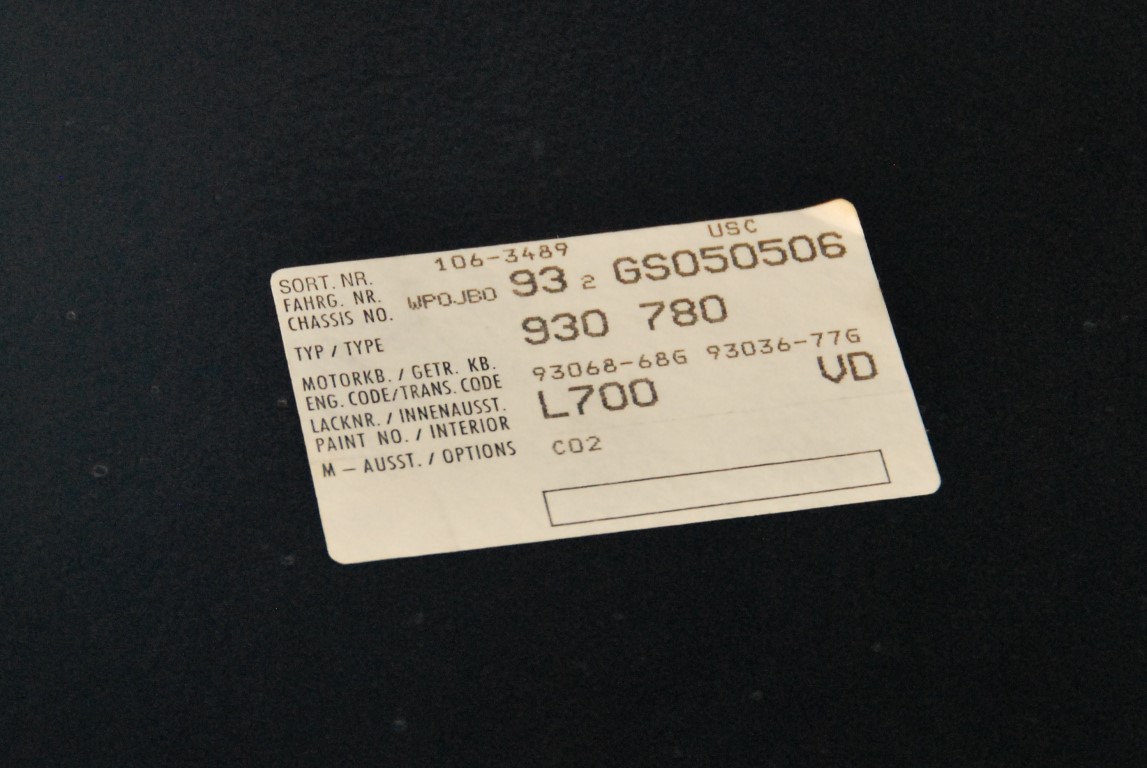 SORT. NR. 106-3489 USC
FAHRG. NR.
CHASSIS NO. WP0JB0 93 2 GS050506
TYP / TYPE 930 780
MOTORKB. / GETR. KB.
ENG. CODE/TRANS. CODE 93068-68G 93036-77G
LACKNR. / INNENAUSST.
PAINT NO. / INTERIOR L700 VD
M – AUSST. / OPTIONS C02